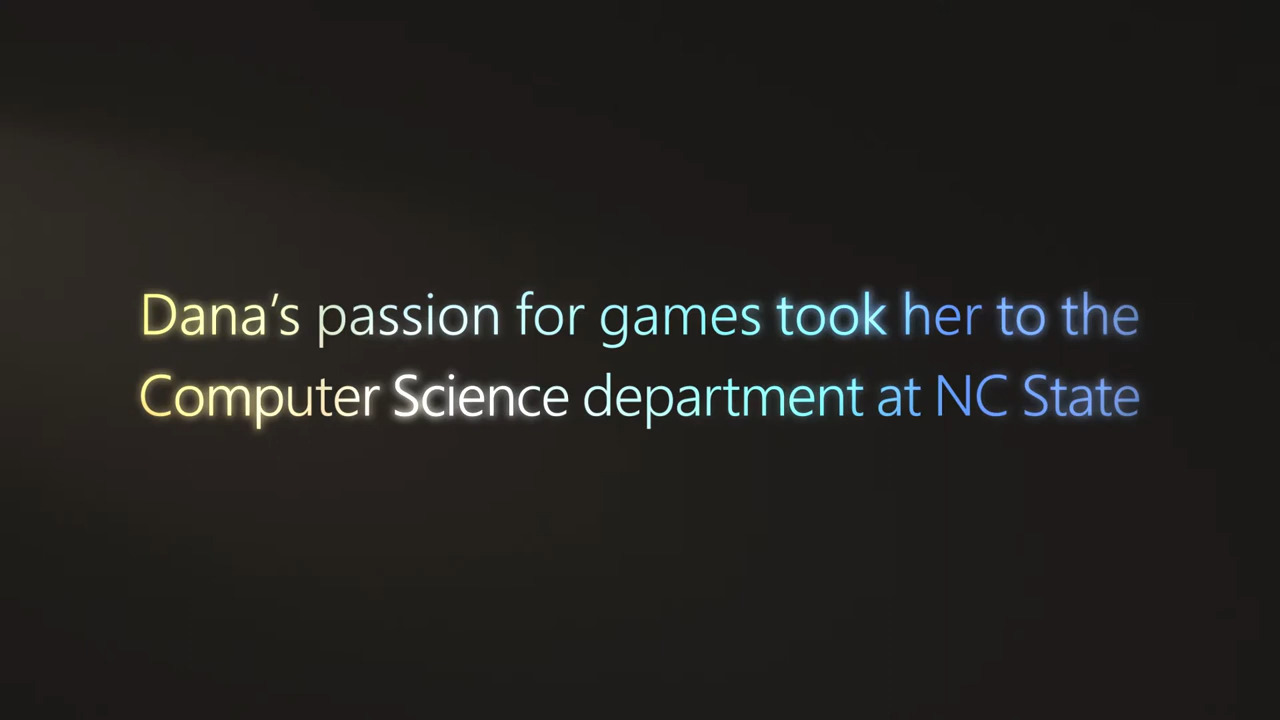 Dana’s passion for games took her to the
Computer Science department at NC State